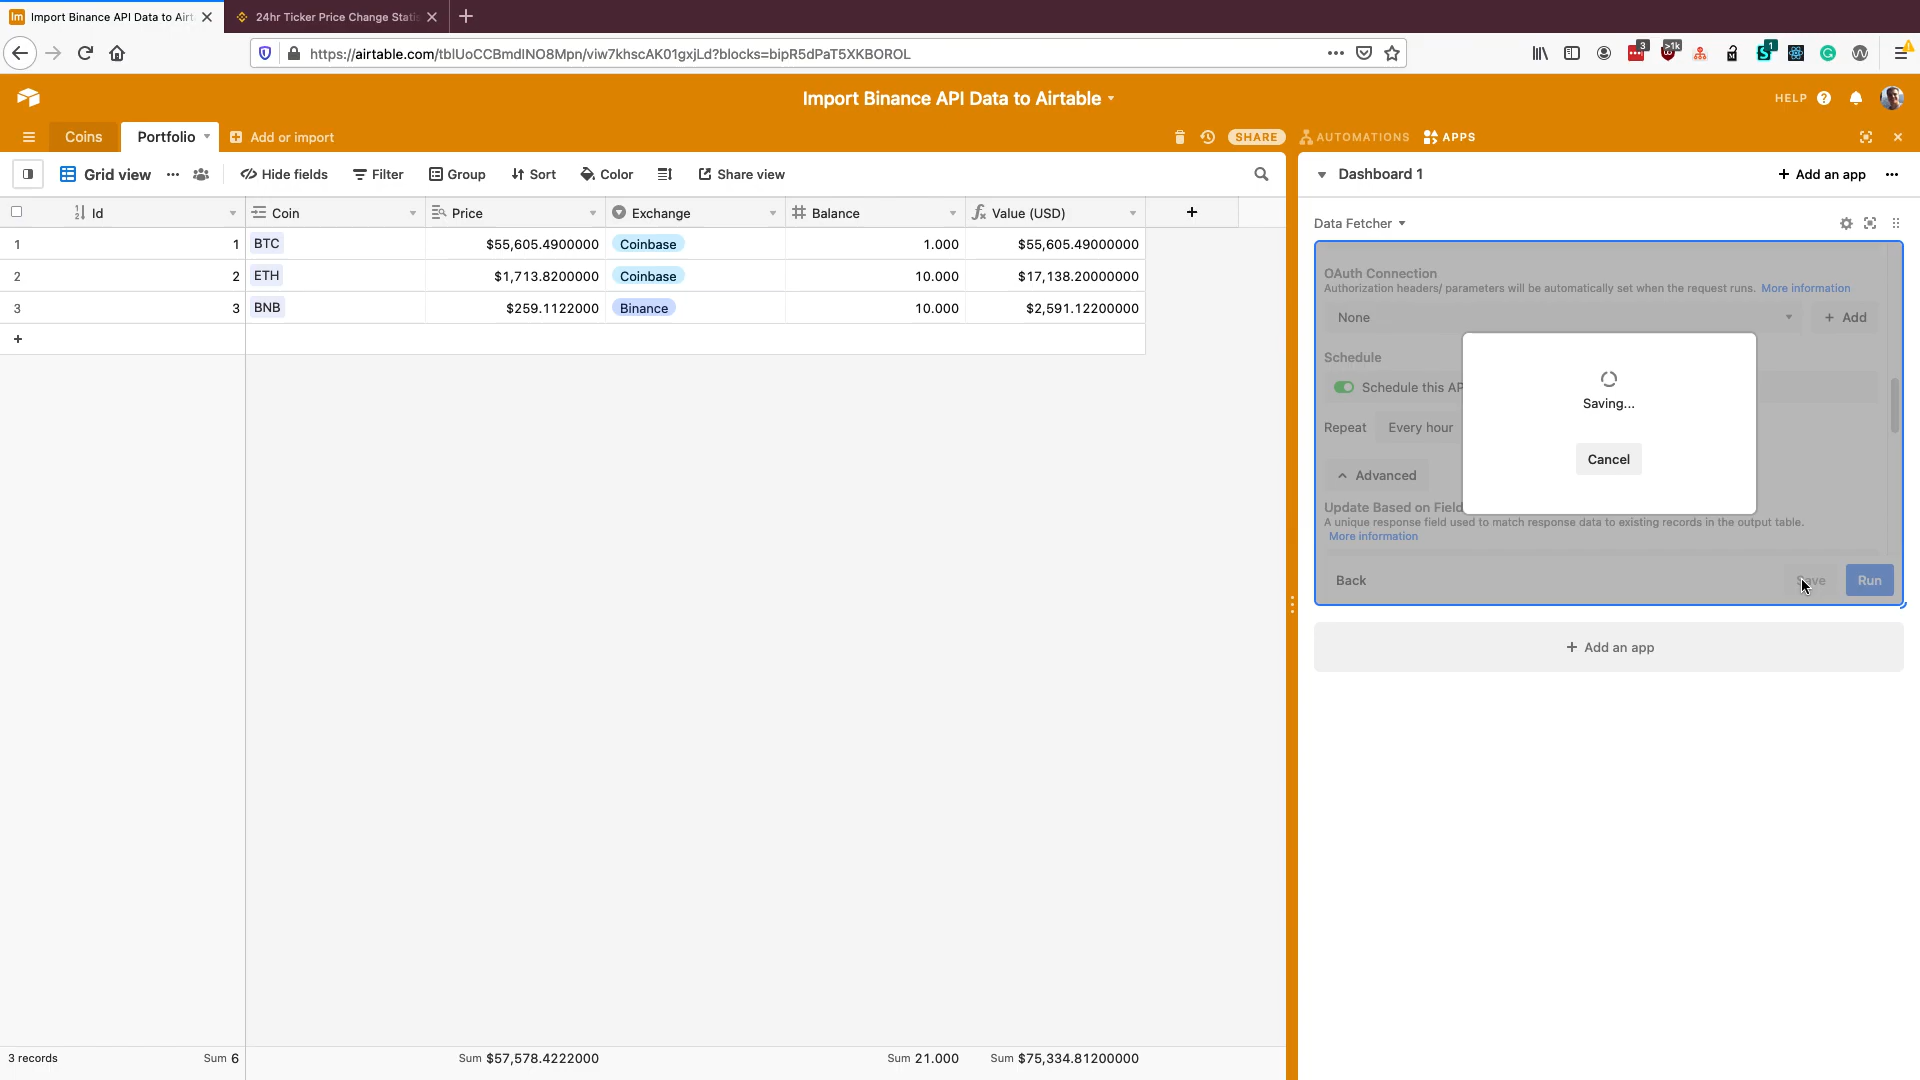 Import Binance API Data to Airt
24hr Ticker Price Change Stati
https://airtable.com/tblUoCCBmdlNO8Mpn/viw7khscAK01gxjLd?blocks=bipR5dPaT5XKBOROL
3
>1k
1
Import Binance API Data to Airtable
HELP
Coins
Portfolio
Add or import
SHARE
AUTOMATIONS
APPS
Grid view
Hide fields
Filter
Group
Sort
Color
Share view
Dashboard 1
+ Add an app
Id
Coin
Price
Exchange
Balance
Value (USD)
Data Fetcher
1 1 BTC $55,605.4900000 Coinbase 1.000 $55,605.49000000
2 2 ETH $1,713.8200000 Coinbase 10.000 $17,138.20000000
3 3 BNB $259.1122000 Binance 10.000 $2,591.12200000
OAuth Connection
Authorization headers/ parameters will be automatically set when the request runs. More information
None
+ Add
Schedule
Schedule this AP
Repeat Every hour
Advanced
Update Based on Field
A unique response field used to match response data to existing records in the output table.
More information
Saving...
Cancel
Back
Run
+ Add an app
3 records
Sum 6
Sum $57,578.4222000
Sum 21.000
Sum $75,334.81200000